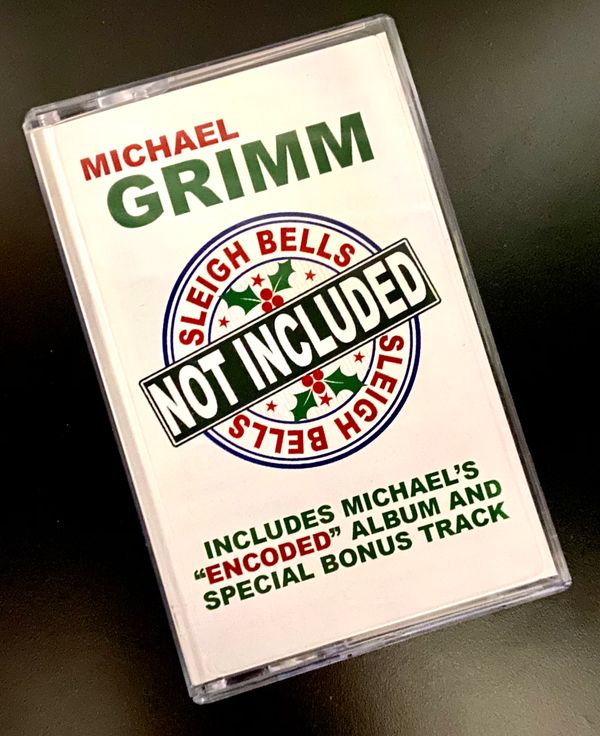 MICHAEL
GRIMM
SLEIGH BELLS
NOT INCLUDED
SLEIGH BELLS
INCLUDES MICHAEL'S
“ENCODED” ALBUM AND
SPECIAL BONUS TRACK